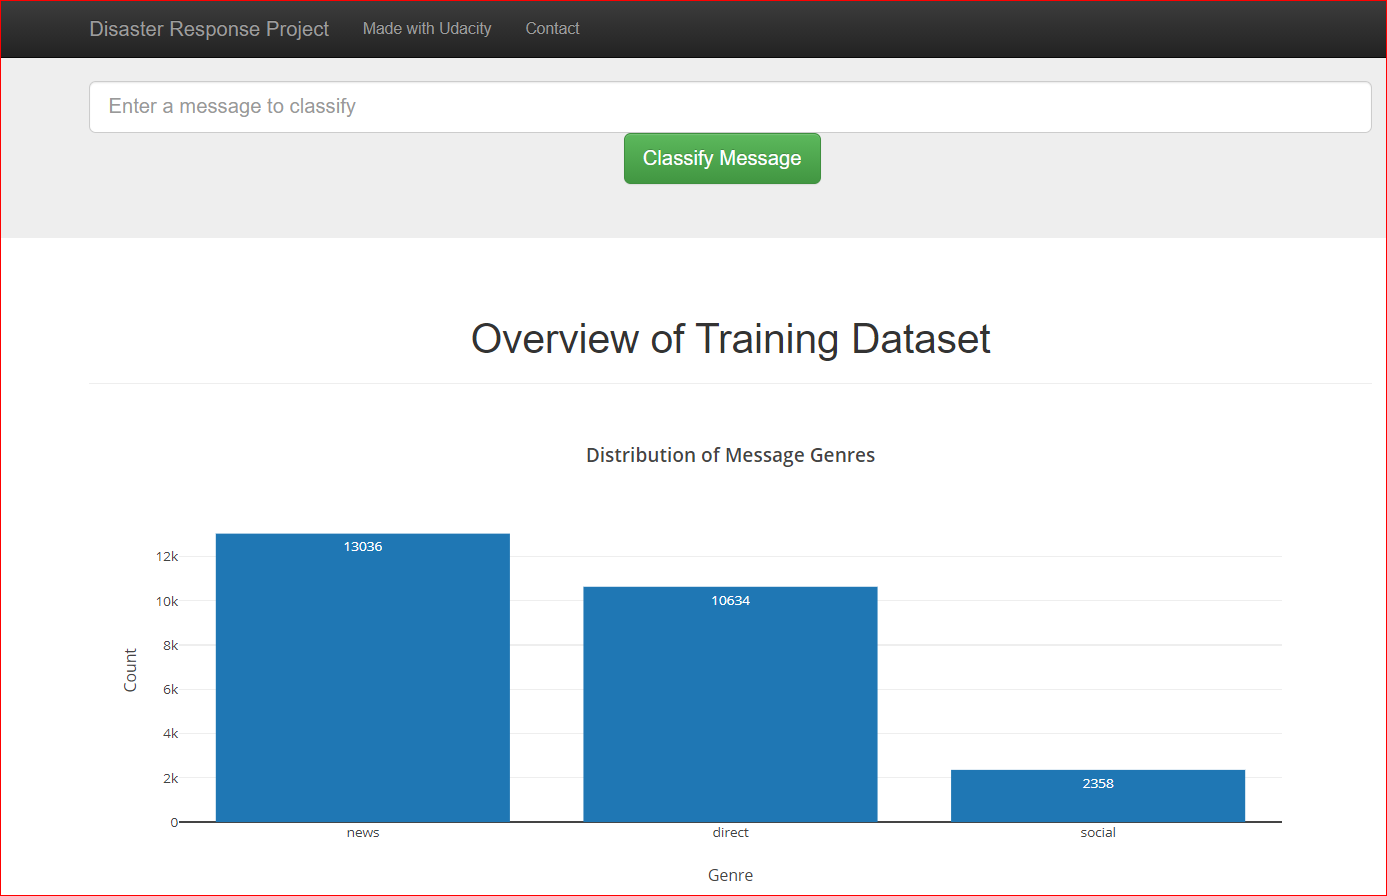 Disaster Response Project Made with Udacity Contact
Enter a message to classify
Classify Message
Overview of Training Dataset
Distribution of Message Genres
13036
12k
10634
10k
8k
Count
6k
4k
2k
2358
0
news direct social
Genre